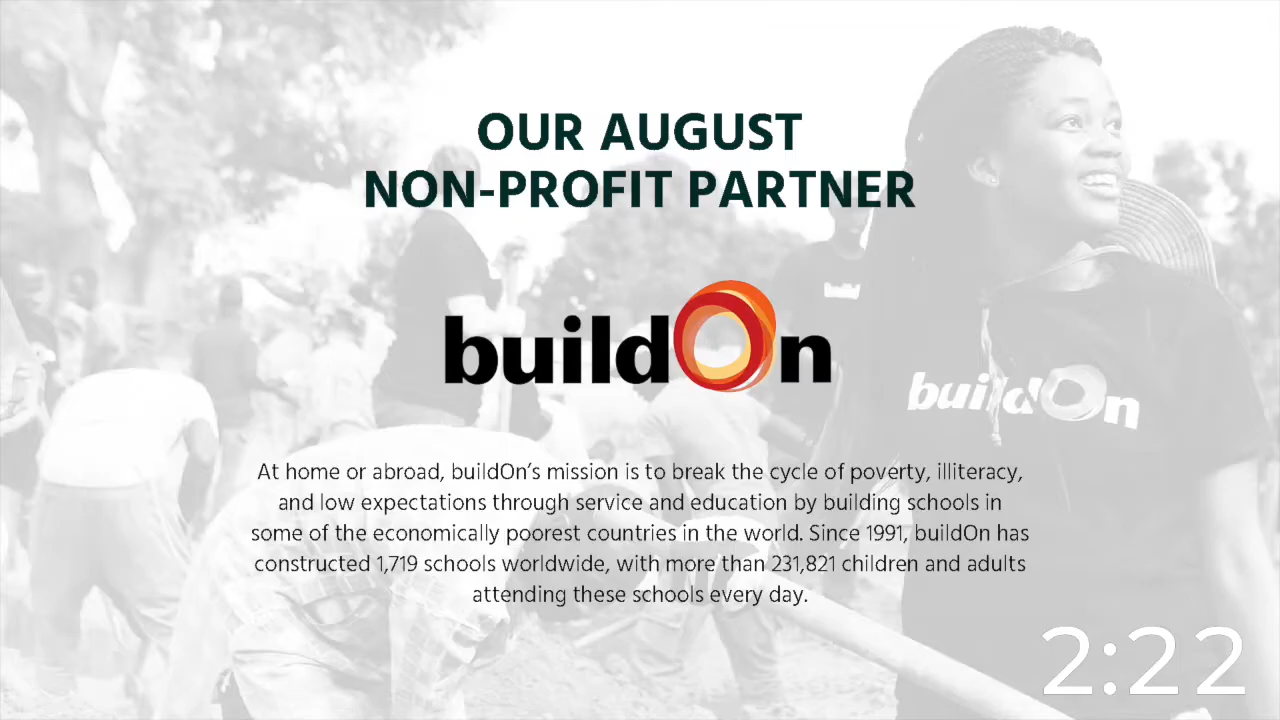 OUR AUGUST
NON-PROFIT PARTNER
buildOn
build
buildOn
At home or abroad, buildOn's mission is to break the cycle of poverty, illiteracy,
and low expectations through service and education by building schools in
some of the economically poorest countries in the world. Since 1991, buildOn has
constructed 1,719 schools worldwide, with more than 231,821 children and adults
attending these schools every day.
2:22